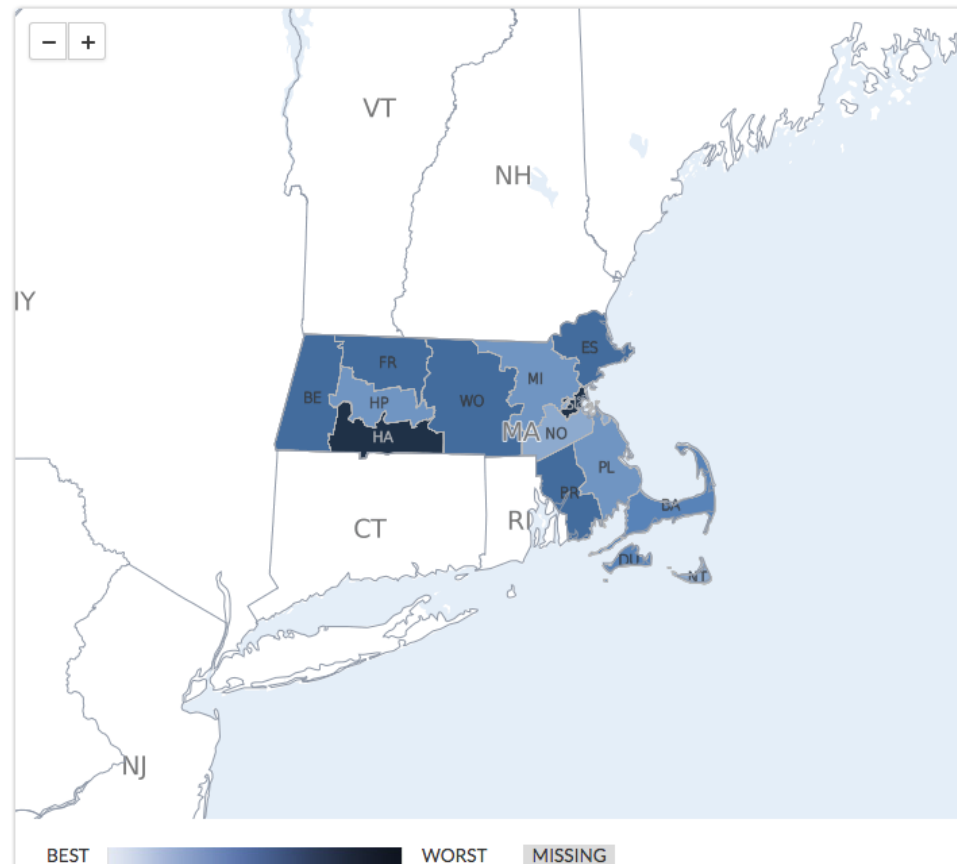 − +
VT
NH
IY
ES
FR
MI
BE
HP
WO
MA
NO
HA
PL
PR
BA
CT
RI
DU
NT
NJ
BEST WORST MISSING